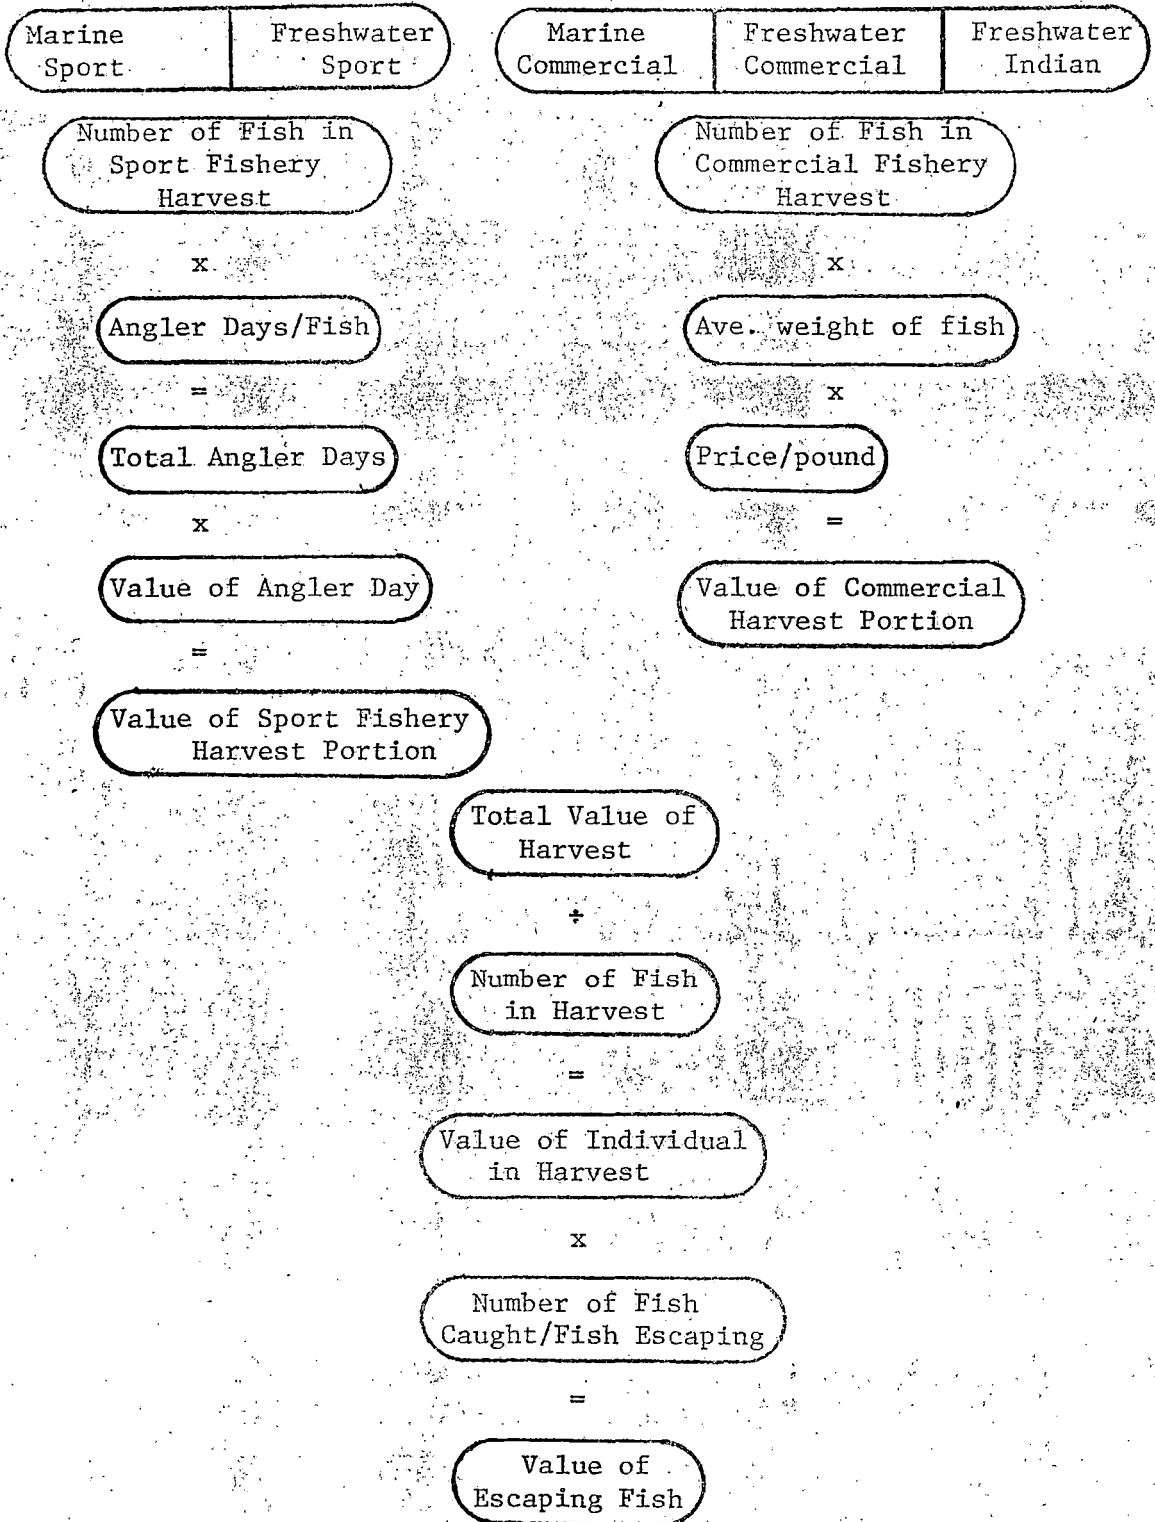 Marine Sport
Freshwater Sport
Marine Commercial
Freshwater Commercial
Freshwater Indian
Number of Fish in
Sport Fishery
Harvest
x
Angler Days/Fish
=
Total Angler Days
x
Value of Angler Day
=
Value of Sport Fishery
Harvest Portion
Number of Fish in
Commercial Fishery
Harvest
x
Ave. weight of fish
x
Price/pound
=
Value of Commercial
Harvest Portion
Total Value of
Harvest
÷
Number of Fish
in Harvest
=
Value of Individual
in Harvest
x
Number of Fish
Caught/Fish Escaping
=
Value of
Escaping Fish